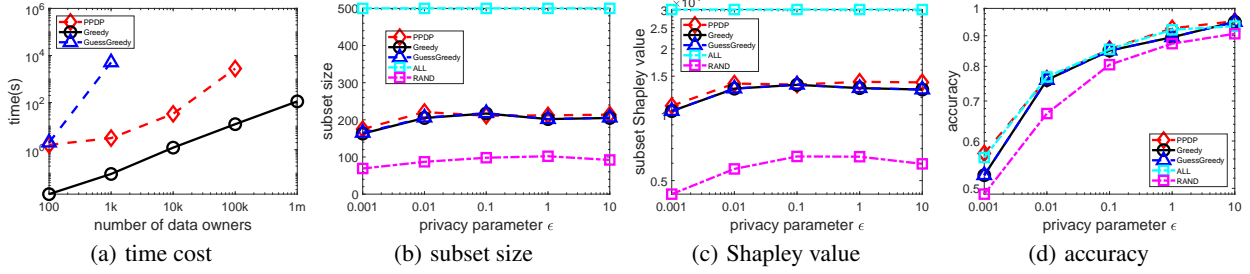 10^6
10^4
10^2
10^0
time(s)
PPDP
Greedy
GuessGreedy
100
1k
10k
100k
1m
number of data owners
(a) time cost
500
400
300
200
100
0
subset size
PPDP
Greedy
GuessGreedy
ALL
RAND
0.001
0.01
0.1
1
10
privacy parameter ϵ
(b) subset size
1.5
1
0.5
subset Shapley value
PPDP
Greedy
GuessGreedy
ALL
RAND
0.001
0.01
0.1
1
10
privacy parameter ϵ
(c) Shapley value
1
0.9
0.8
0.7
0.6
0.5
accuracy
PPDP
Greedy
GuessGreedy
ALL
RAND
0.001
0.01
0.1
1
10
privacy parameter ϵ
(d) accuracy